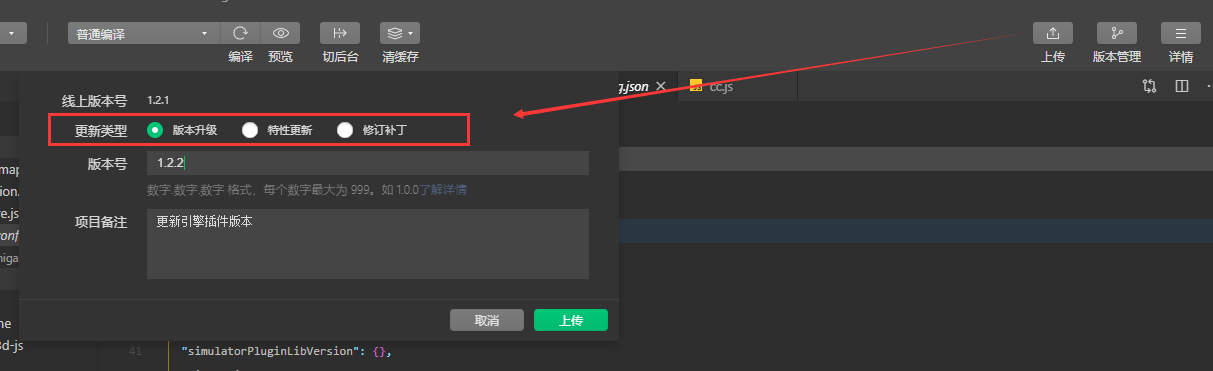 普通编译
编译
预览
切后台
清缓存
上传
版本管理
详情
g.json
cc.js
线上版本号 1.2.1
更新类型 版本升级 特性更新 修订补丁
版本号 1.2.2
数字.数字.数字 格式，每个数字最大为 999。如 1.0.0了解详情
项目备注 更新引擎插件版本
取消 上传
map
ion.
re.js
conf
niga
ne
3d-js
41 "simulatorPluginLibVersion": {},